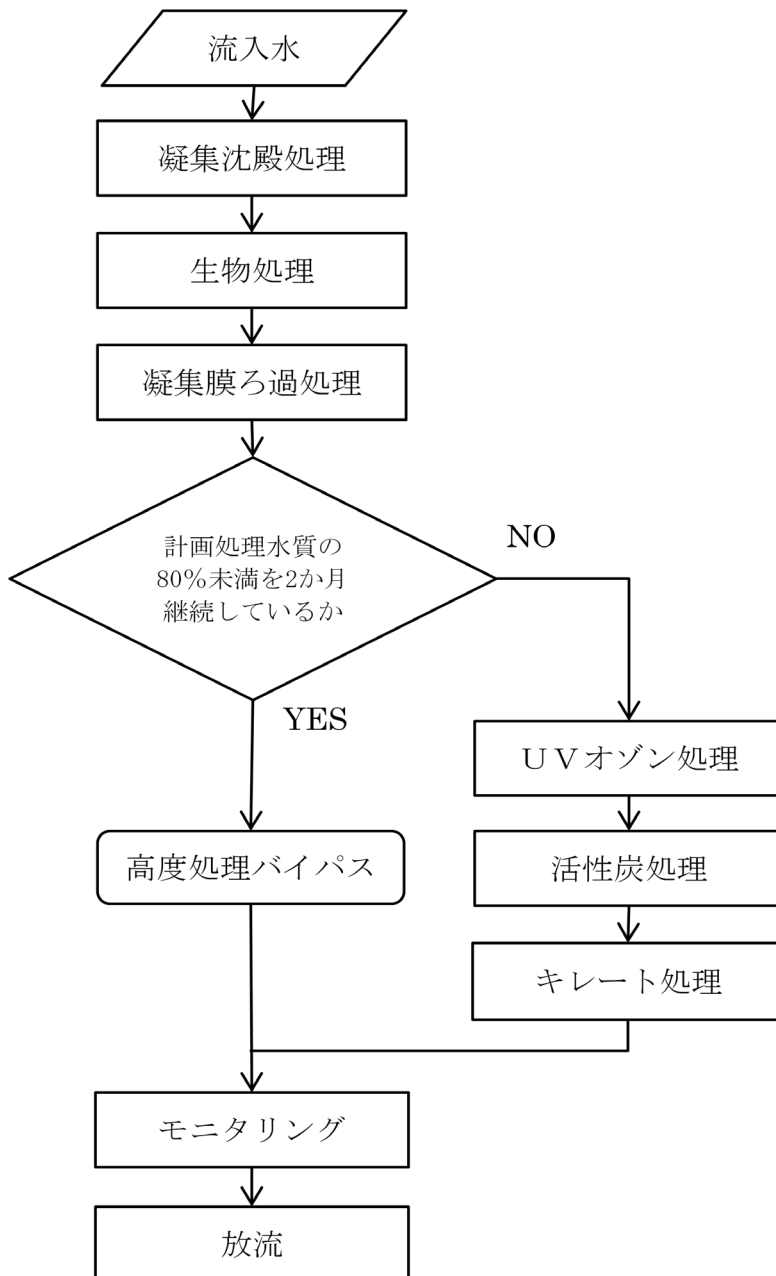 流入水
凝集沈殿処理
生物処理
凝集膜ろ過処理
計画処理水質の
80%未満を2か月
継続しているか
NO
YES
UVオゾン処理
高度処理バイパス
活性炭処理
キレート処理
モニタリング
放流